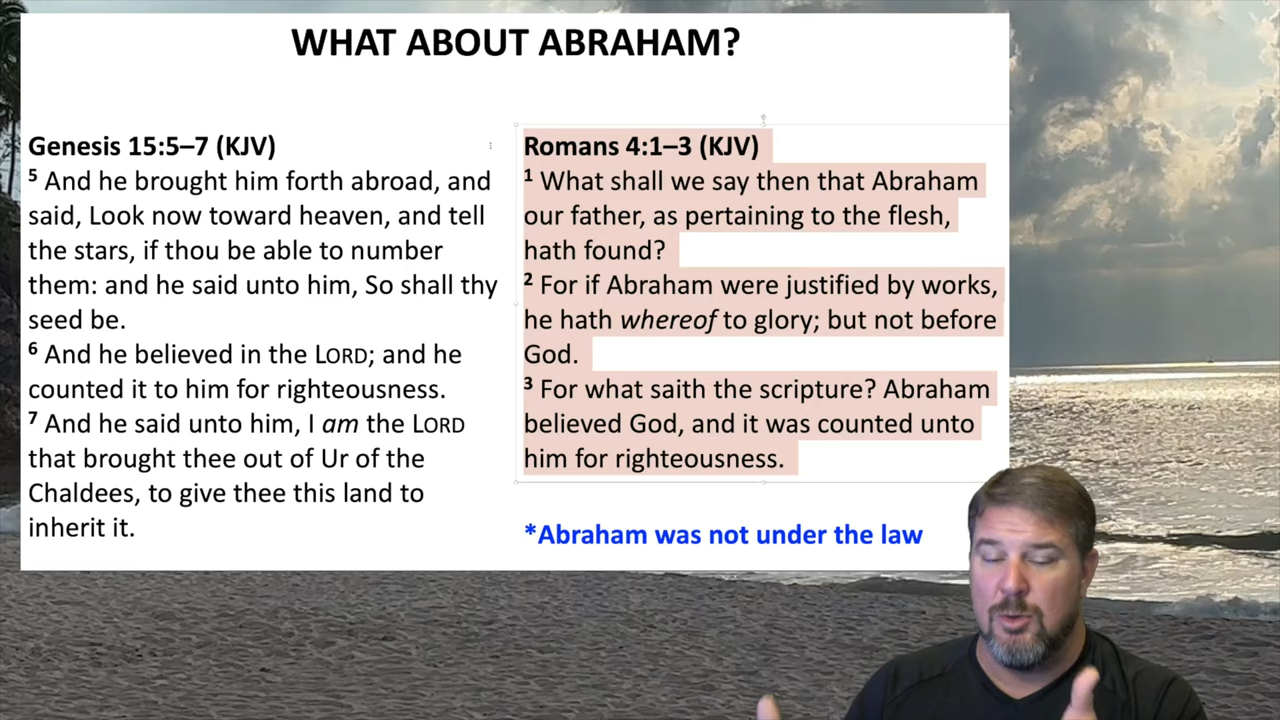 WHAT ABOUT ABRAHAM?
Genesis 15:5–7 (KJV)
5 And he brought him forth abroad, and
said, Look now toward heaven, and tell
the stars, if thou be able to number
them: and he said unto him, So shall thy
seed be.
6 And he believed in the LORD; and he
counted it to him for righteousness.
7 And he said unto him, I am the LORD
that brought thee out of Ur of the
Chaldees, to give thee this land to
inherit it.
Romans 4:1–3 (KJV)
1 What shall we say then that Abraham
our father, as pertaining to the flesh,
hath found?
2 For if Abraham were justified by works,
he hath whereof to glory; but not before
God.
3 For what saith the scripture? Abraham
believed God, and it was counted unto
him for righteousness.
*Abraham was not under the law